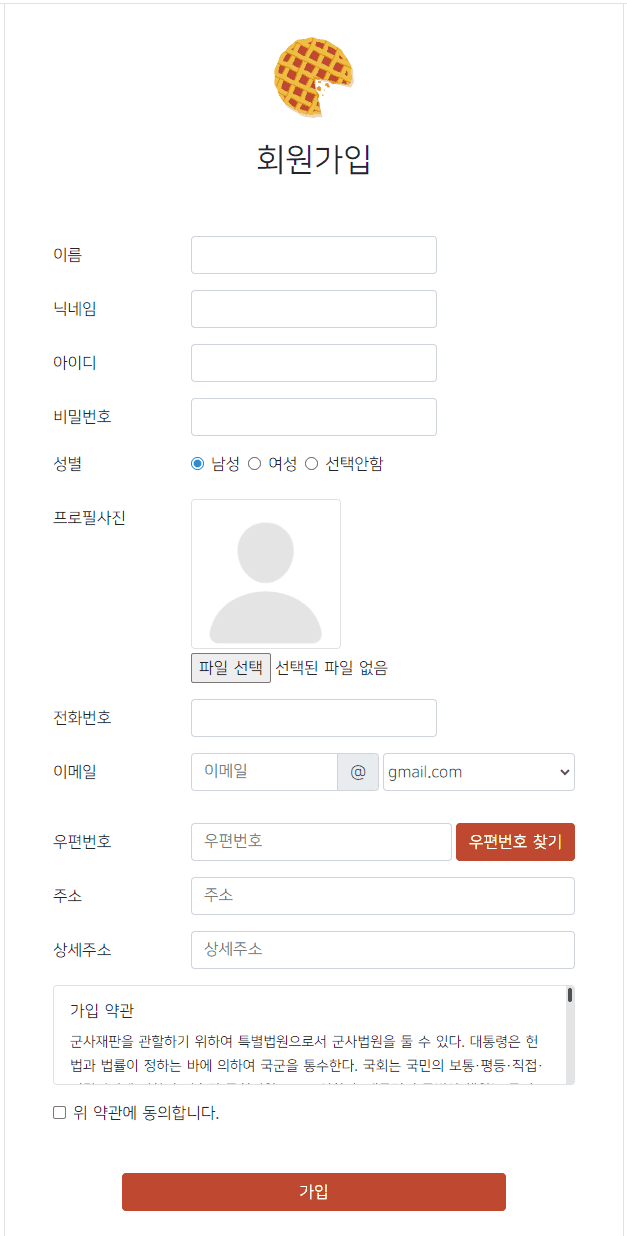 회원가입
이름
닉네임
아이디
비밀번호
성별 남성 여성 선택안함
프로필사진
파일 선택 선택된 파일 없음
전화번호
이메일 이메일 @ gmail.com
우편번호 우편번호 우편번호 찾기
주소 주소
상세주소 상세주소
가입 약관
군사재판을 관할하기 위하여 특별법원으로서 군사법원을 둘 수 있다. 대통령은 헌
법과 법률이 정하는 바에 의하여 국군을 통수한다. 국회는 국민의 보통·평등·직접·
위 약관에 동의합니다.
가입